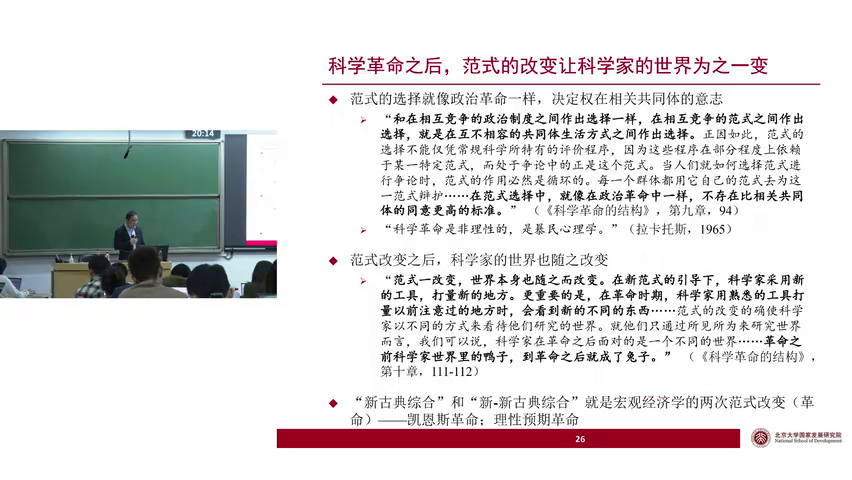 20:14
科学革命之后，范式的改变让科学家的世界为之一变
范式的选择就像政治革命一样，决定权在相关共同体的意志
“和在相互竞争的政治制度之间作出选择一样，在相互竞争的范式之间作出
选择，就是在互不相容的共同体生活方式之间作出选择。正因如此，范式的
选择不能仅凭常规科学所特有的评价程序，因为这些程序在部分程度上依赖
于某一特定范式，而处于争论中的正是这个范式。当人们就如何选择范式进
行争论时，范式的作用必然是循环的。每一个群体都用它自己的范式去为这
一范式辩护……在范式选择中，就像在政治革命中一样，不存在比相关共同
体的同意更高的标准。”（《科学革命的结构》，第九章，94）
“科学革命是非理性的，是暴民心理学。”（拉卡托斯，1965）
范式改变之后，科学家的世界也随之改变
“范式一改变，世界本身也随之而改变。在新范式的引导下，科学家采用新
的工具，打量新的地方。更重要的是，在革命时期，科学家用熟悉的工具打
量以前注意过的地方时，会看到新的不同的东西……范式的改变的确使科学
家以不同的方式来看待他们研究的世界。就他们只通过所见所为来研究世界
而言，我们可以说，科学家在革命之后面对的是一个不同的世界……革命之
前科学家世界里的鸭子，到革命之后就成了兔子。”（《科学革命的结构》，
第十章，111-112）
“新古典综合”和“新-新古典综合”就是宏观经济学的两次范式改变（革
命）——凯恩斯革命；理性预期革命
26
北京大学国家发展研究院
National School of Development